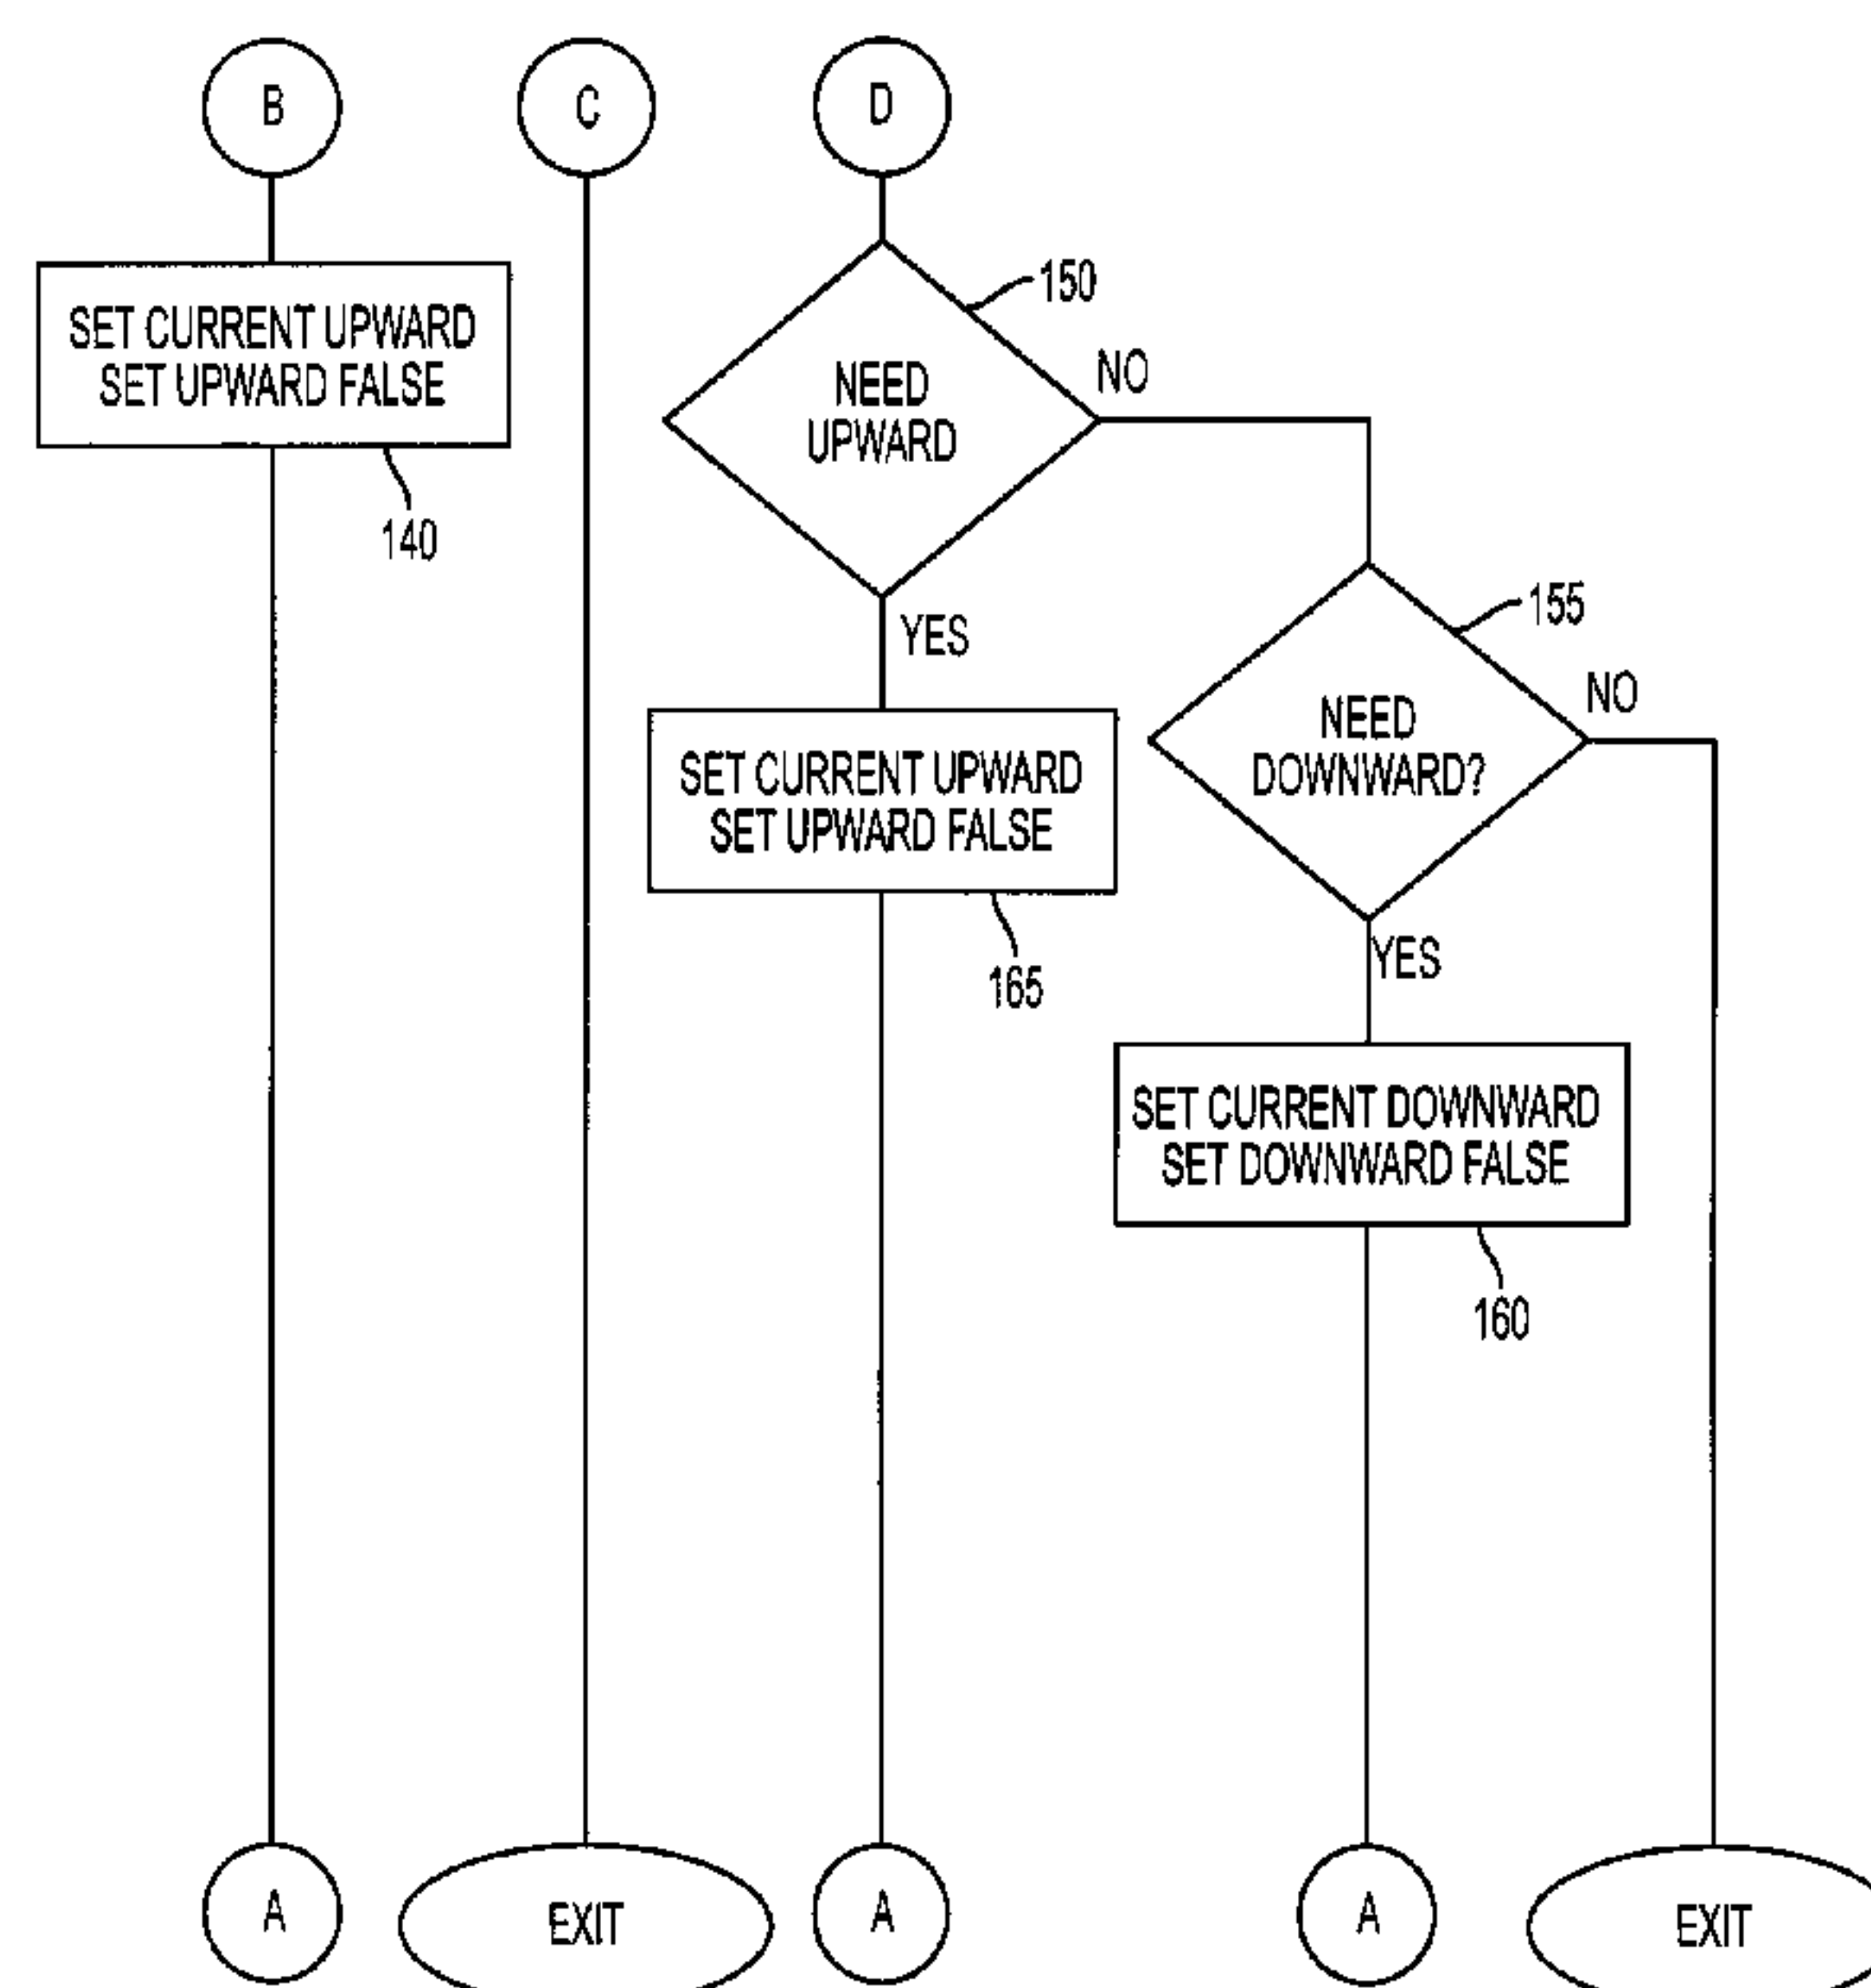 B
C
D
SET CURRENT UPWARD
SET UPWARD FALSE
140
150
NEED
UPWARD
NO
YES
155
NEED
DOWNWARD?
NO
YES
SET CURRENT UPWARD
SET UPWARD FALSE
165
SET CURRENT DOWNWARD
SET DOWNWARD FALSE
160
A
EXIT
A
A
EXIT